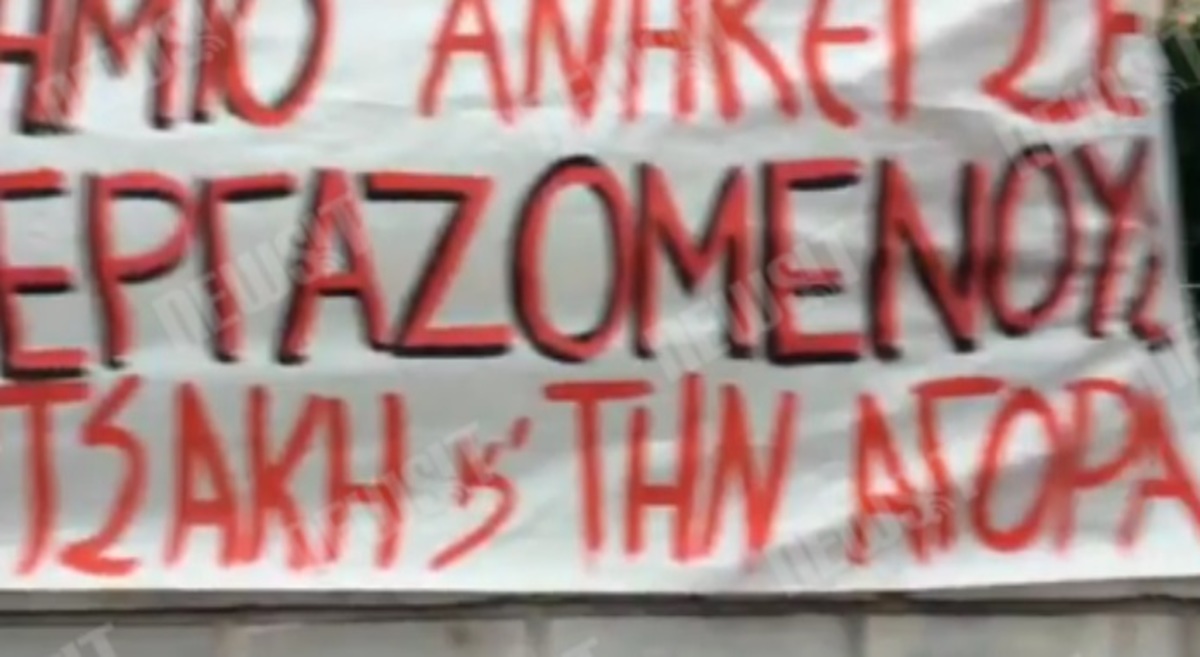 ΗΜΙΟ ΑΝΗΚΕΙ ΣΕ
ΕΡΓΑΖΟΜΕΝΟΥΣ
ΤΣΑΚΗ ϗ ΤΗΝ ΑΓΟΡΑ